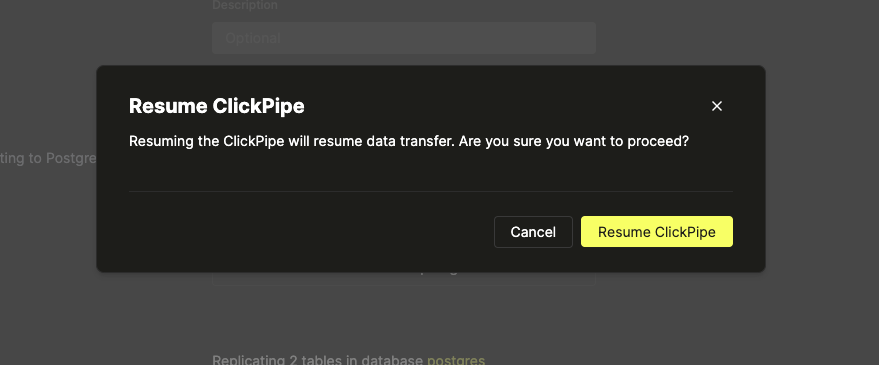 Description
Optional
Resume ClickPipe
Resuming the ClickPipe will resume data transfer. Are you sure you want to proceed?
ting to Postgre
Cancel
Resume ClickPipe
Replicating 2 tables in database postgres